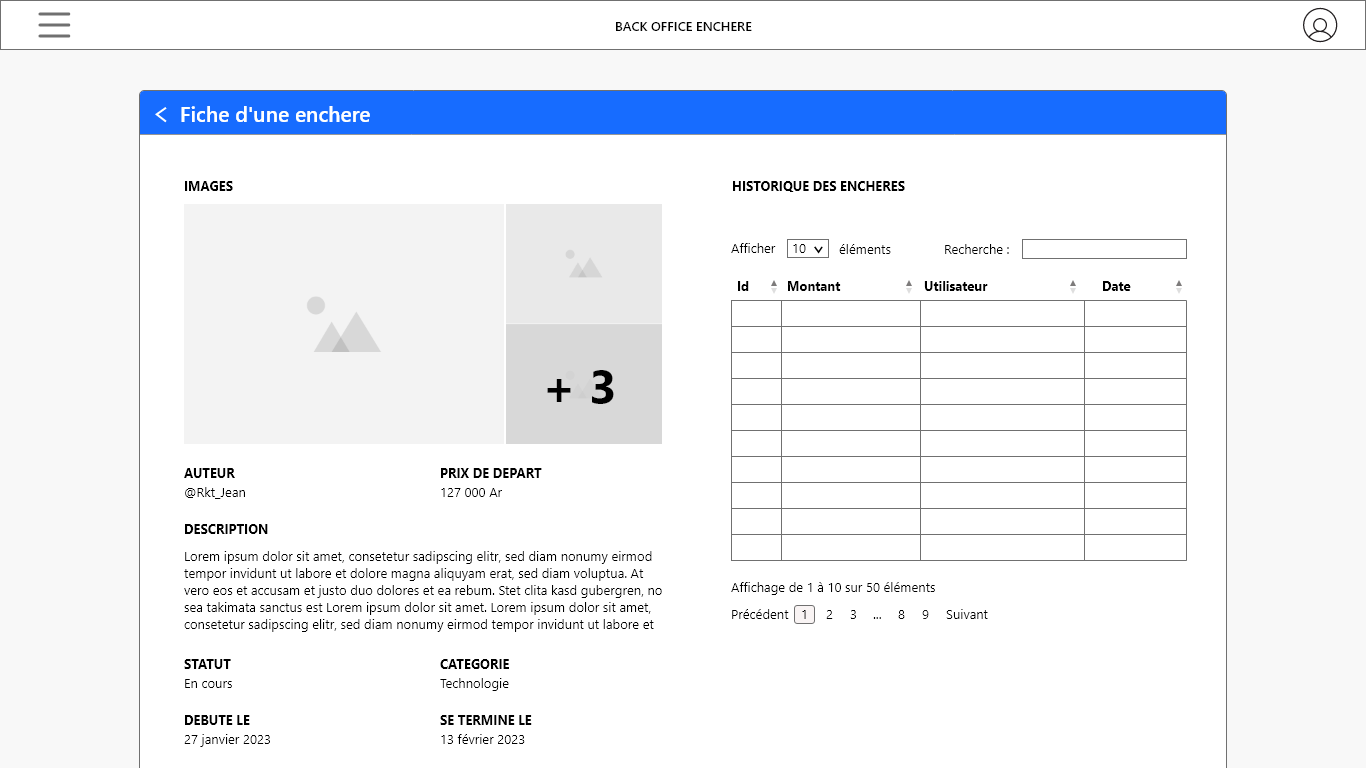 BACK OFFICE ENCHERE
Fiche d'une enchere
IMAGES
+ 3
AUTEUR
@Rkt_Jean
PRIX DE DEPART
127 000 Ar
DESCRIPTION
Lorem ipsum dolor sit amet, consetetur sadipscing elitr, sed diam nonumy eirmod
tempor invidunt ut labore et dolore magna aliquyam erat, sed diam voluptua. At
vero eos et accusam et justo duo dolores et ea rebum. Stet clita kasd gubergren, no
sea takimata sanctus est Lorem ipsum dolor sit amet. Lorem ipsum dolor sit amet,
consetetur sadipscing elitr, sed diam nonumy eirmod tempor invidunt ut labore et
STATUT
En cours
CATEGORIE
Technologie
DEBUTE LE
27 janvier 2023
SE TERMINE LE
13 février 2023
HISTORIQUE DES ENCHERES
Afficher 10 éléments Recherche :
Id Montant Utilisateur Date
Affichage de 1 à 10 sur 50 éléments
Précédent 1 2 3 ... 8 9 Suivant